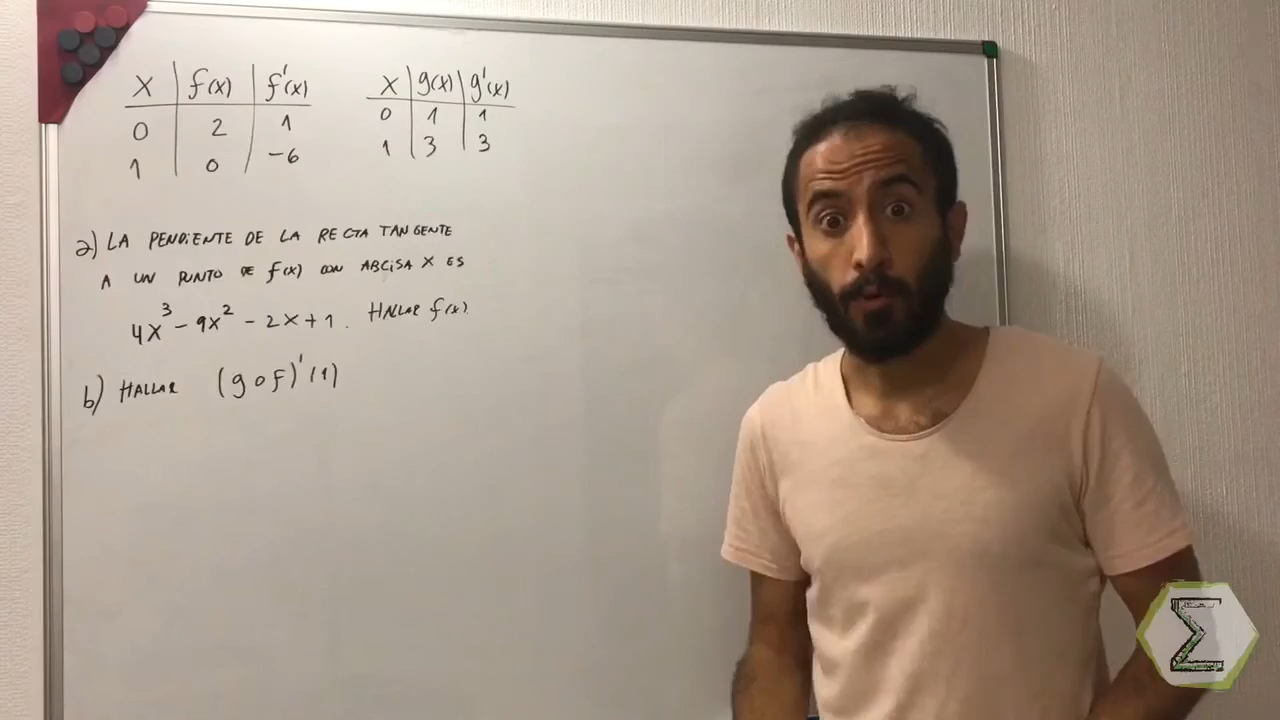 X f(x) f'(x)
0 2 1
1 0 -6
X g(x) g'(x)
0 1 1
1 3 3
a) LA PENDIENTE DE LA RECTA TANGENTE
A UN PUNTO DE f(x) CON ABCISA X ES
4X³ - 9X² - 2X + 1. HALLAR f(x).
b) HALLAR (g o f)'(1)
Σ